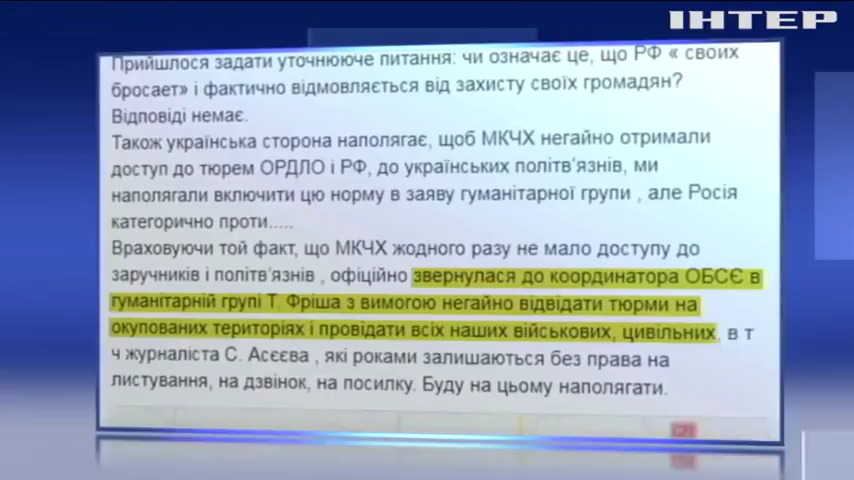 ІНТЕР
Прийшлося задати уточнююче питання: чи означає це, що РФ « своих
бросает» і фактично відмовляється від захисту своїх громадян?
Відповіді немає.
Також українська сторона наполягає, щоб МКЧХ негайно отримали
доступ до тюрем ОРДЛО і РФ, до українських політв'язнів, ми
наполягали включити цю норму в заяву гуманітарної групи , але Росія
категорично проти.....
Враховуючи той факт, що МКЧХ жодного разу не мало доступу до
заручників і політв'язнів , офіційно звернулася до координатора ОБСЄ в
гуманітарній групі Т. Фріша з вимогою негайно відвідати тюрми на
окупованих територіях і провідати всіх наших військових, цивільних, в т
ч журналіста С. Асєєва , які роками залишаються без права на
листування, на дзвінок, на посилку. Буду на цьому наполягати.